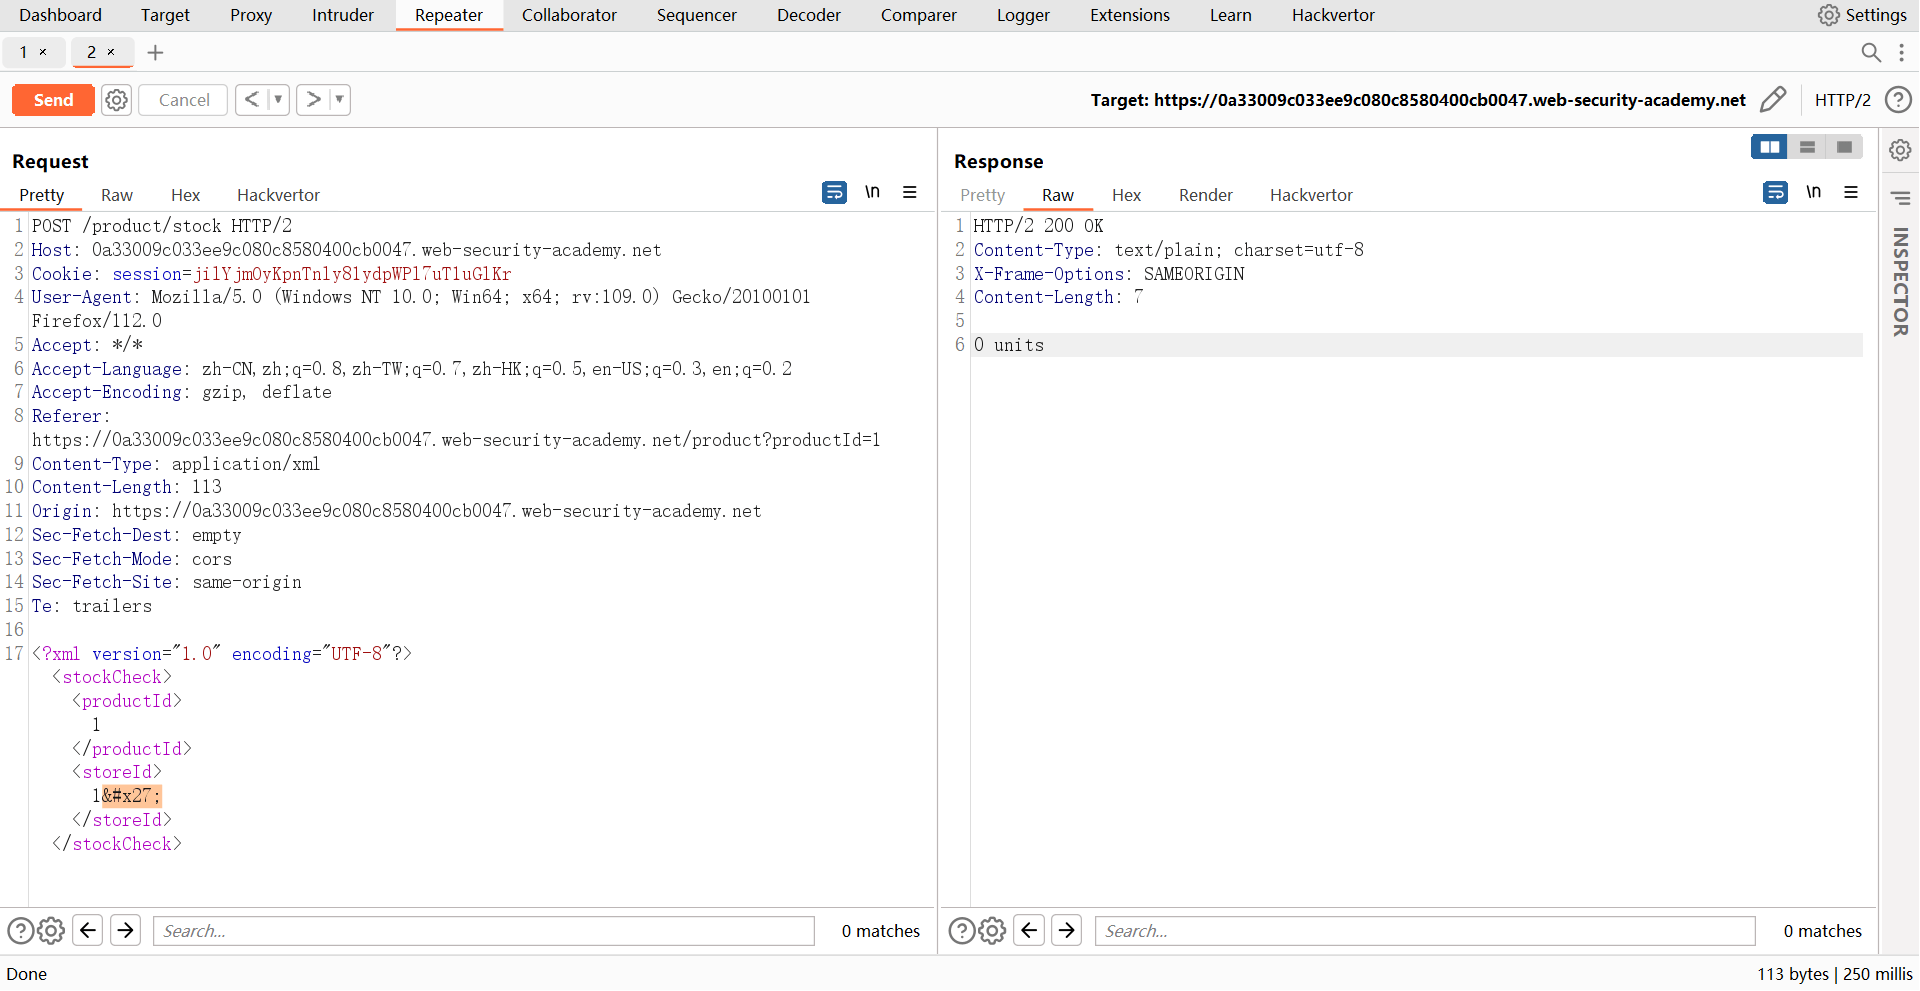 Dashboard Target Proxy Intruder Repeater Collaborator Sequencer Decoder Comparer Logger Extensions Learn Hackvertor Settings
1 × 2 × +
Send Cancel < > Target: https://0a33009c033ee9c080c8580400cb0047.web-security-academy.net HTTP/2
Request
Pretty Raw Hex Hackvertor \n
1 POST /product/stock HTTP/2
2 Host: 0a33009c033ee9c080c8580400cb0047.web-security-academy.net
3 Cookie: session=jilYjmOyKpnTnly8lydpWPl7uTluGlKr
4 User-Agent: Mozilla/5.0 (Windows NT 10.0; Win64; x64; rv:109.0) Gecko/20100101
Firefox/112.0
5 Accept: */*
6 Accept-Language: zh-CN,zh;q=0.8,zh-TW;q=0.7,zh-HK;q=0.5,en-US;q=0.3,en;q=0.2
7 Accept-Encoding: gzip, deflate
8 Referer:
https://0a33009c033ee9c080c8580400cb0047.web-security-academy.net/product?productId=1
9 Content-Type: application/xml
10 Content-Length: 113
11 Origin: https://0a33009c033ee9c080c8580400cb0047.web-security-academy.net
12 Sec-Fetch-Dest: empty
13 Sec-Fetch-Mode: cors
14 Sec-Fetch-Site: same-origin
15 Te: trailers
16
17 <?xml version="1.0" encoding="UTF-8"?>
<stockCheck>
<productId>
1
</productId>
<storeId>
1&#x27;
</storeId>
</stockCheck>
Search... 0 matches
Response
Pretty Raw Hex Render Hackvertor \n
1 HTTP/2 200 OK
2 Content-Type: text/plain; charset=utf-8
3 X-Frame-Options: SAMEORIGIN
4 Content-Length: 7
5
6 0 units
Search... 0 matches
INSPECTOR
Done 113 bytes | 250 millis